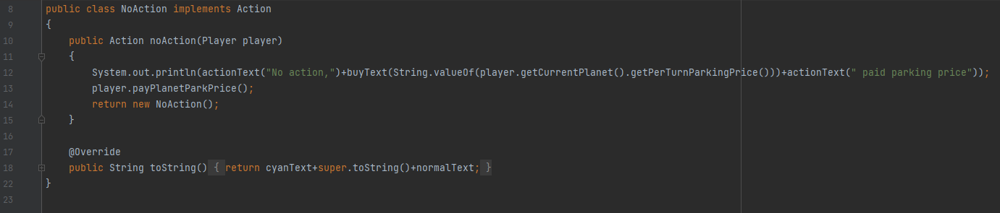 8 public class NoAction implements Action
9 {
10     public Action noAction(Player player)
11     {
12         System.out.println(actionText("No action,")+buyText(String.valueOf(player.getCurrentPlanet().getPerTurnParkingPrice()))+actionText(" paid parking price"));
13         player.payPlanetParkPrice();
14         return new NoAction();
15     }
16
17     @Override
18     public String toString() { return cyanText+super.toString()+normalText; }
22 }
23